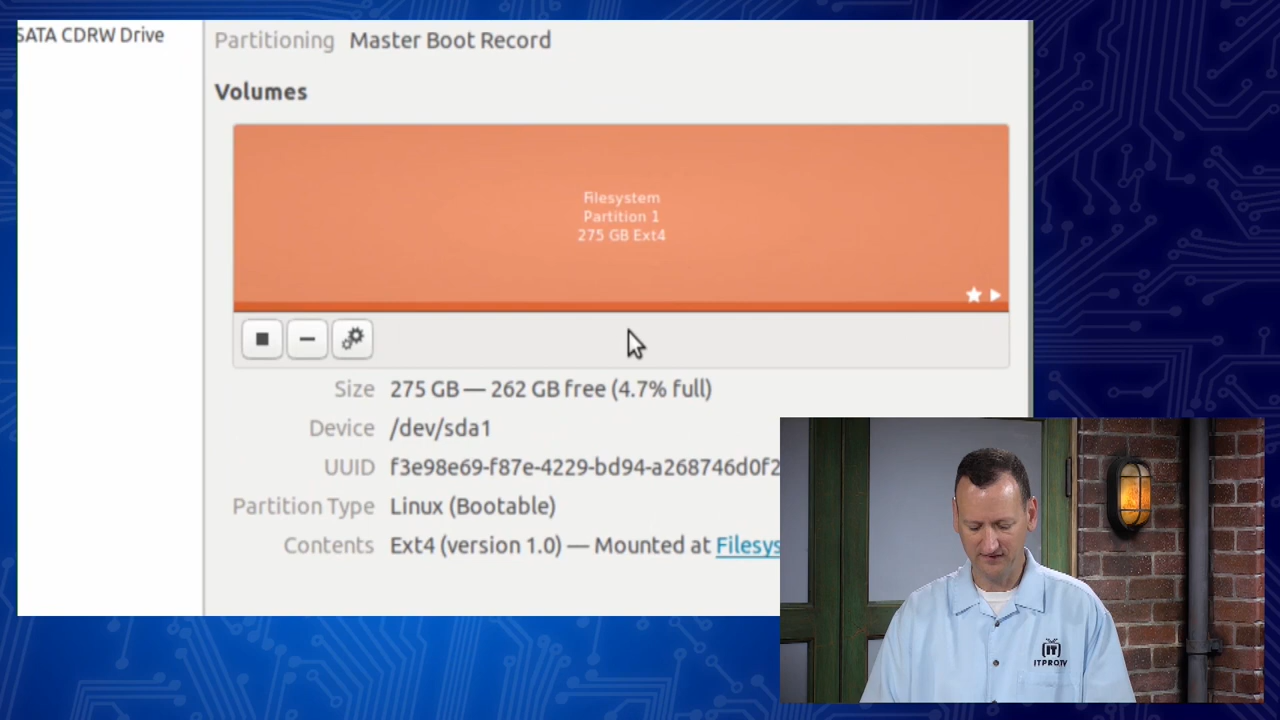 SATA CDRW Drive
Partitioning Master Boot Record
Volumes
Filesystem
Partition 1
275 GB Ext4
Size 275 GB — 262 GB free (4.7% full)
Device /dev/sda1
UUID f3e98e69-f87e-4229-bd94-a268746d0f2
Partition Type Linux (Bootable)
Contents Ext4 (version 1.0) — Mounted at Filesys
IT
ITPROTV